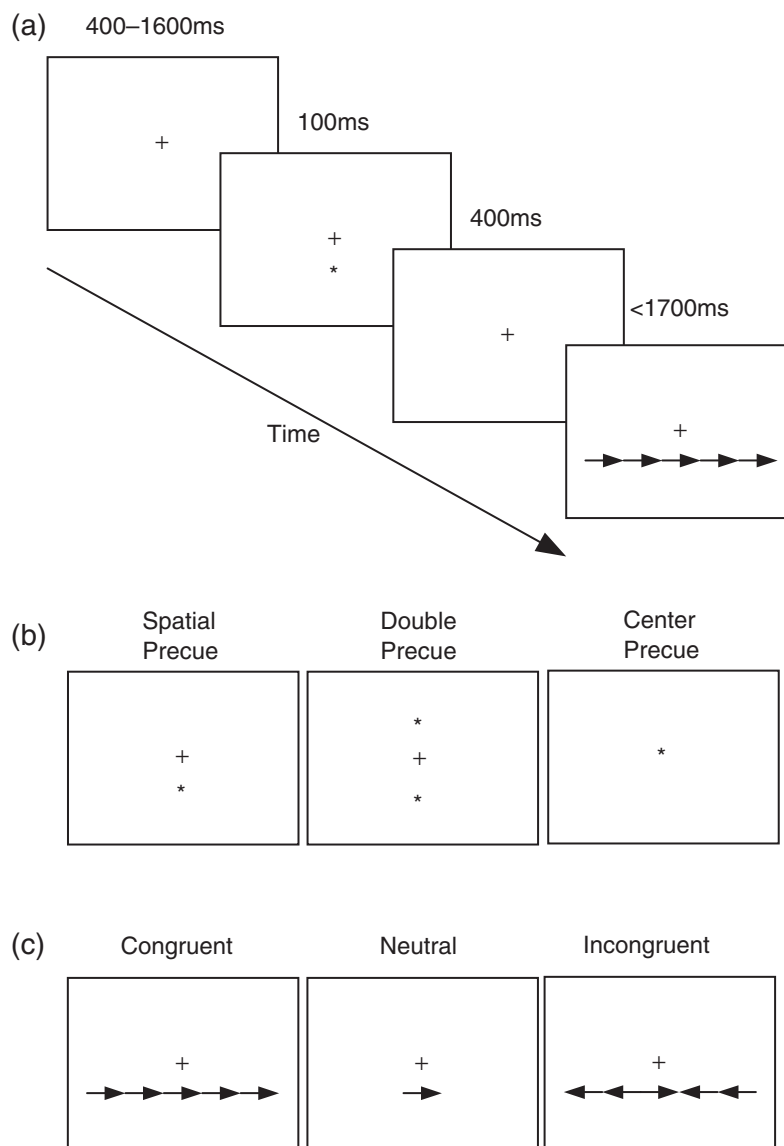 (a)
400–1600ms
+
100ms
+
*
400ms
+
<1700ms
+
Time
(b)
Spatial
Precue
Double
Precue
Center
Precue
+
*
*
+
*
*
(c)
Congruent
Neutral
Incongruent
+
+
+